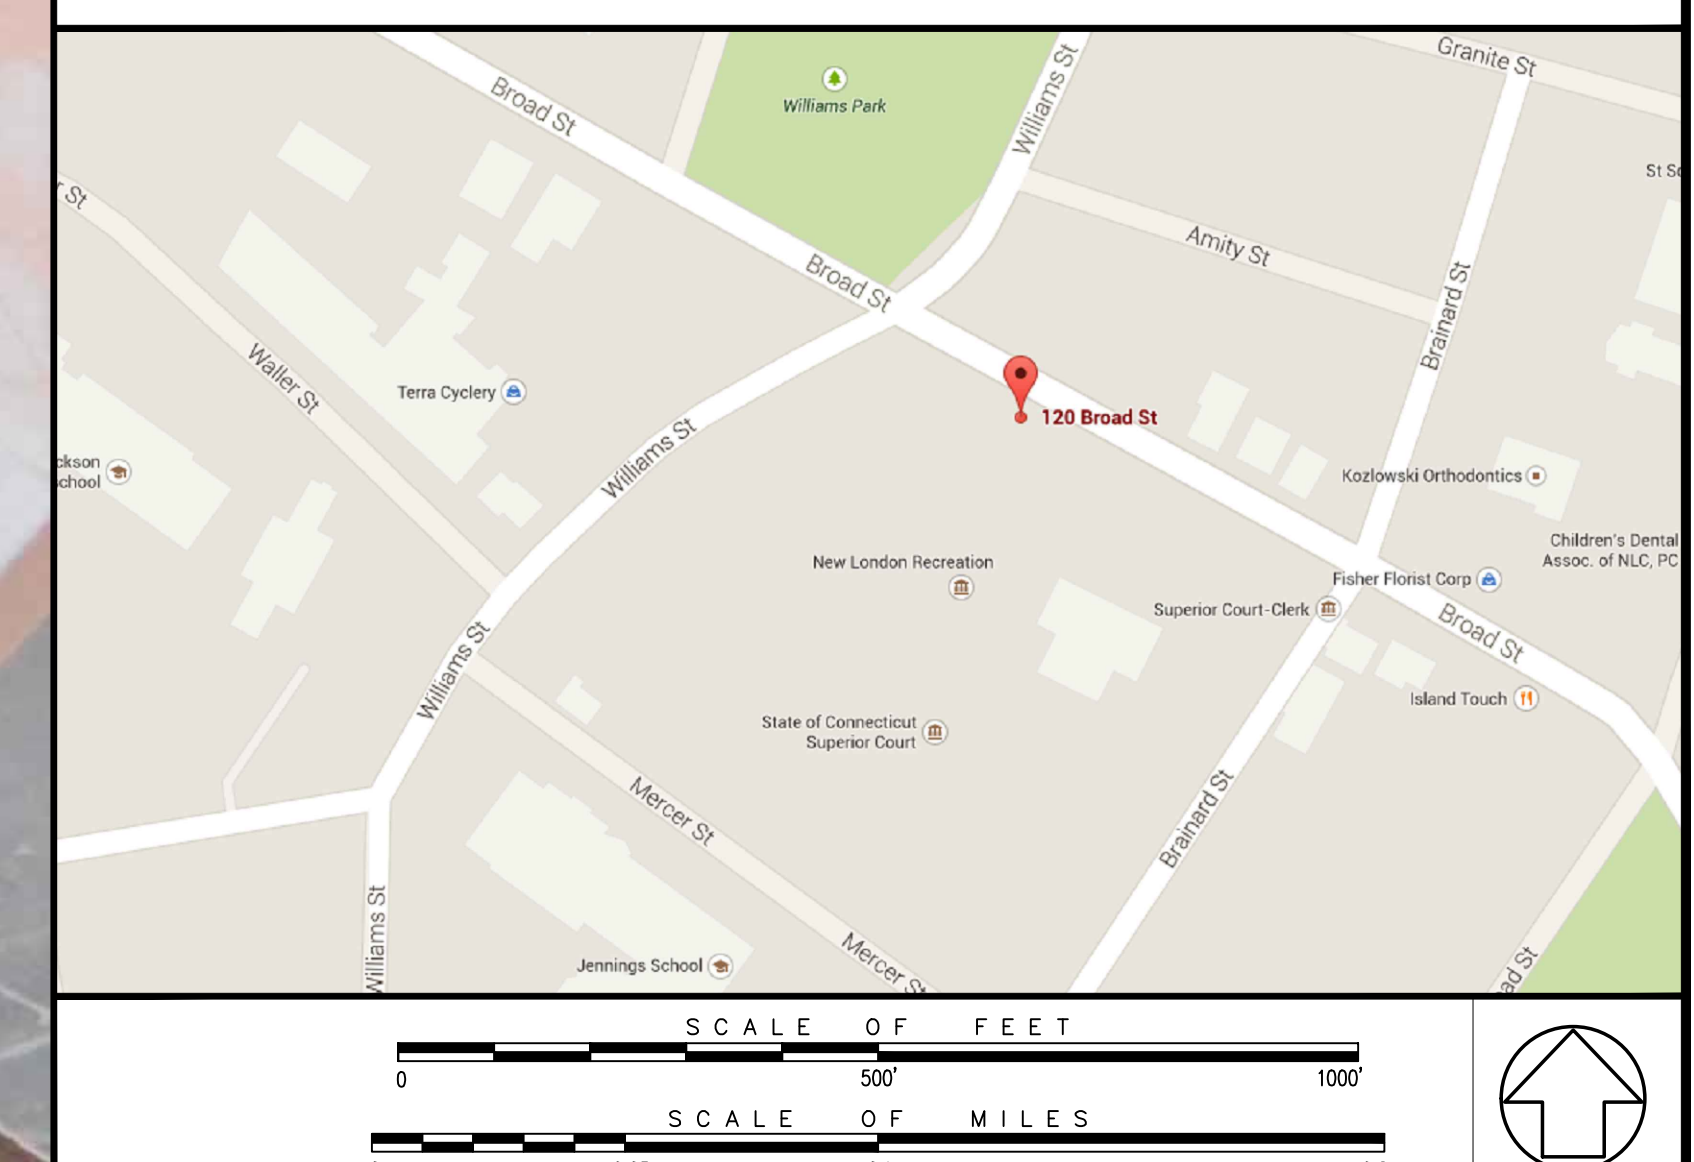 Granite St
Broad St
Williams Park
Williams St
St
Amity St
Broad St
Brainard St
Waller St
Terra Cyclery
120 Broad St
Williams St
Kozlowski Orthodontics
Children's Dental
Assoc. of NLC, PC
New London Recreation
Fisher Florist Corp
Superior Court-Clerk
Broad St
Williams St
Island Touch
State of Connecticut
Superior Court
Mercer St
Brainard St
Williams St
Mercer St
Jennings School
SCALE OF FEET
0 500' 1000'
SCALE OF MILES